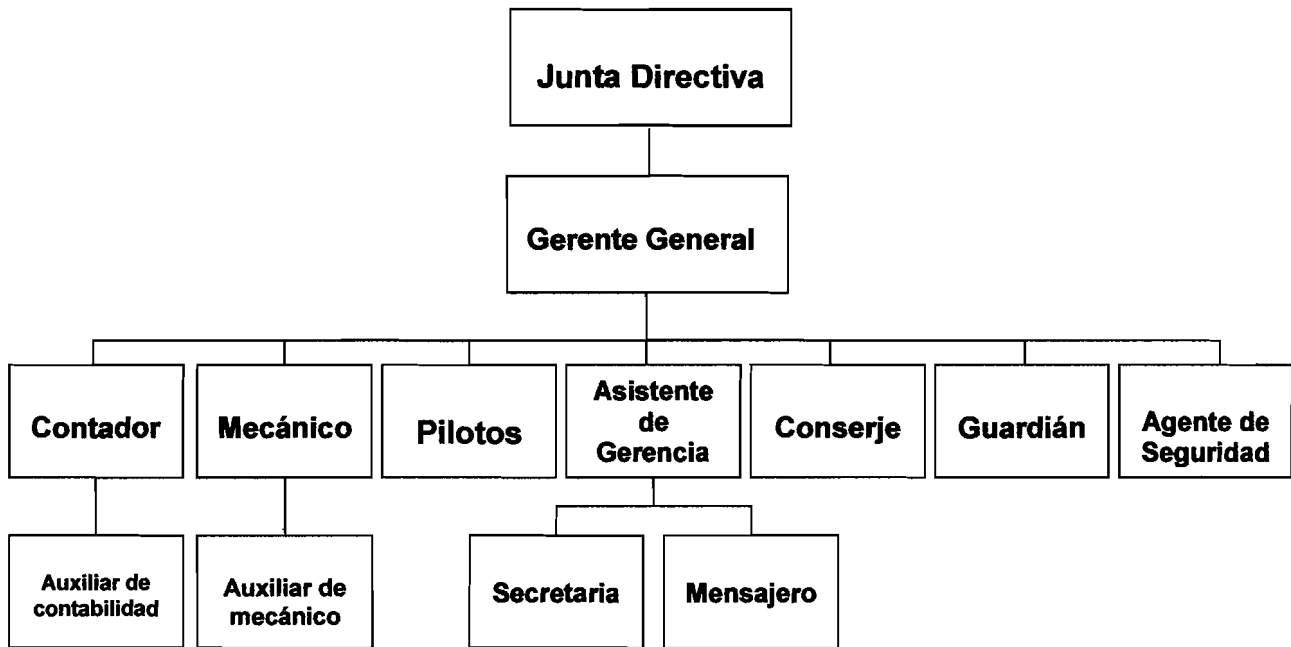 Junta Directiva
Gerente General
Contador
Mecánico
Pilotos
Asistente
de
Gerencia
Conserje
Guardián
Agente de
Seguridad
Auxiliar de
contabilidad
Auxiliar de
mecánico
Secretaria
Mensajero